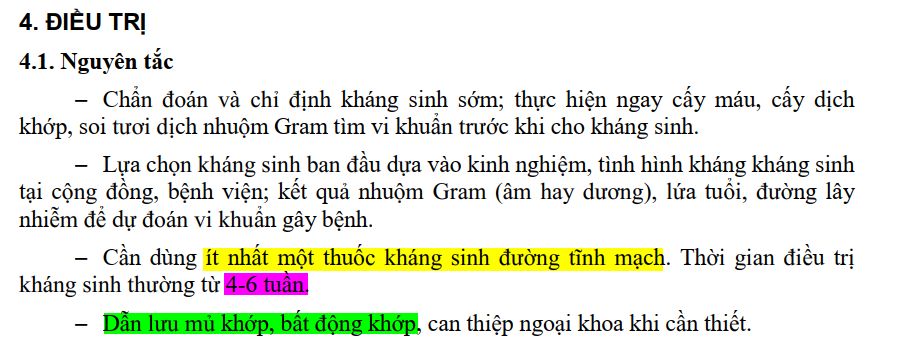 4. ĐIỀU TRỊ
4.1. Nguyên tắc
– Chẩn đoán và chỉ định kháng sinh sớm; thực hiện ngay cấy máu, cấy dịch
khớp, soi tươi dịch nhuộm Gram tìm vi khuẩn trước khi cho kháng sinh.
– Lựa chọn kháng sinh ban đầu dựa vào kinh nghiệm, tình hình kháng kháng sinh
tại cộng đồng, bệnh viện; kết quả nhuộm Gram (âm hay dương), lứa tuổi, đường lây
nhiễm để dự đoán vi khuẩn gây bệnh.
– Cần dùng ít nhất một thuốc kháng sinh đường tĩnh mạch. Thời gian điều trị
kháng sinh thường từ 4-6 tuần.
– Dẫn lưu mủ khớp, bất động khớp, can thiệp ngoại khoa khi cần thiết.